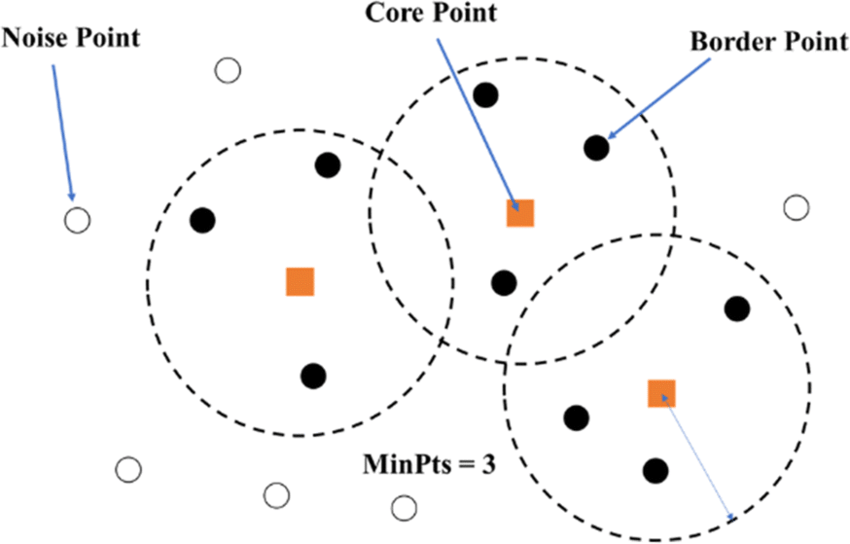 Core Point
Noise Point
Border Point
MinPts = 3